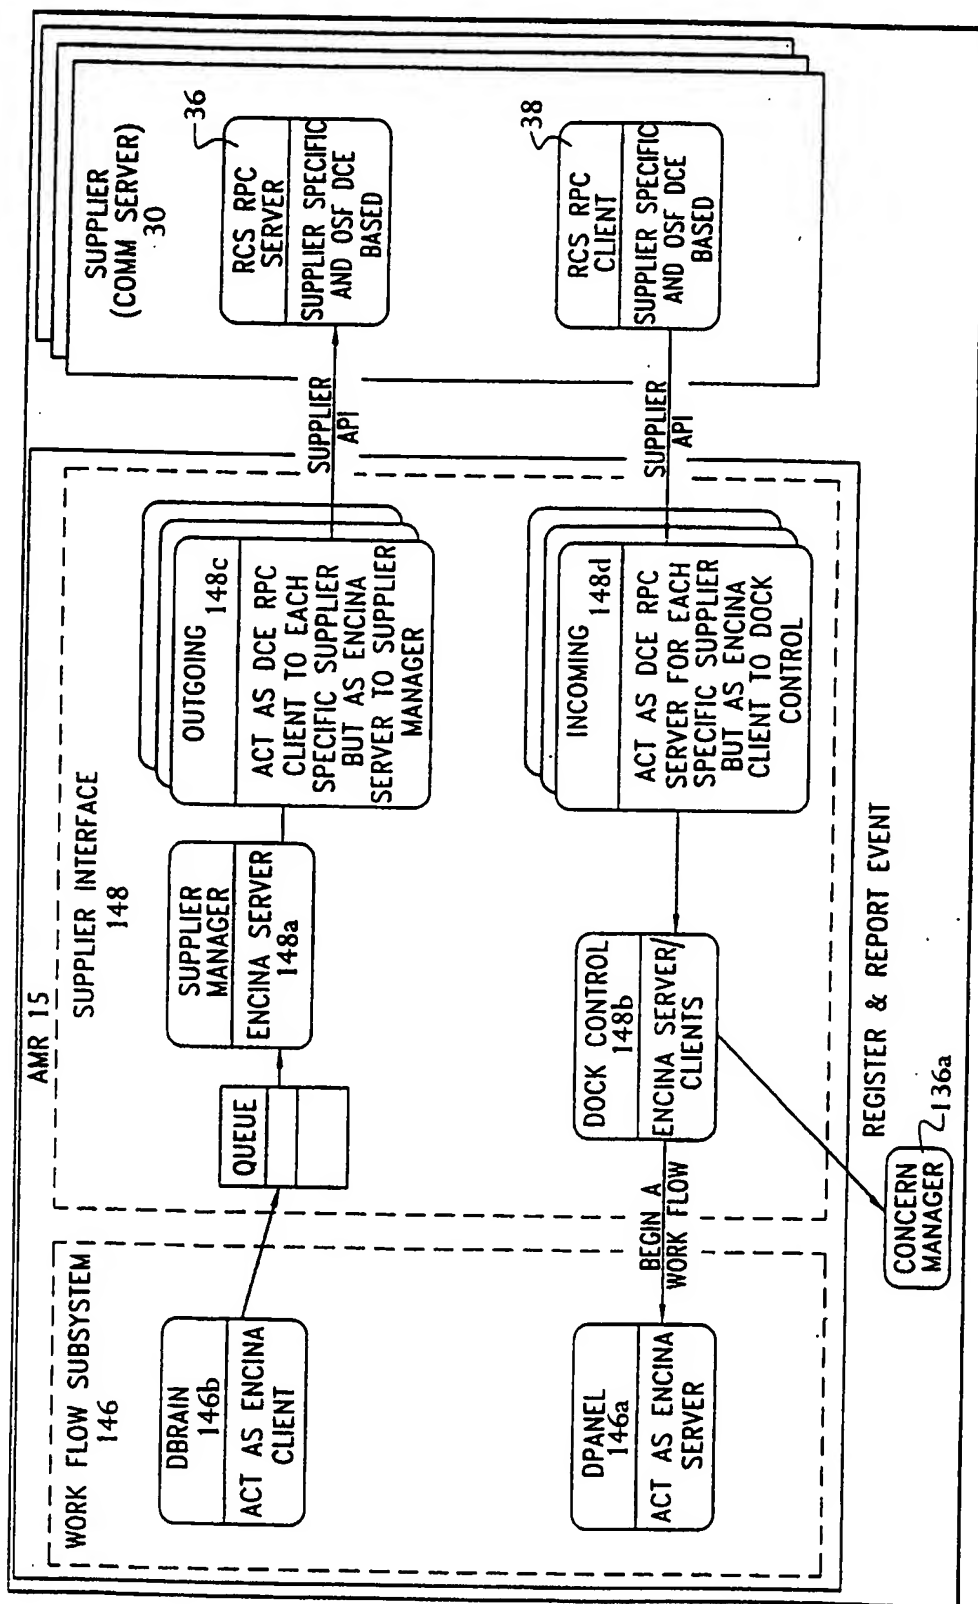 AMR 15
WORK FLOW SUBSYSTEM
146
DBRAIN
146b
ACT AS ENCINA
CLIENT
DPANEL
146a
ACT AS ENCINA
SERVER
SUPPLIER INTERFACE
148
QUEUE
SUPPLIER
MANAGER
ENCINA SERVER
148a
OUTGOING
148c
ACT AS DCE RPC
CLIENT TO EACH
SPECIFIC SUPPLIER
BUT AS ENCINA
SERVER TO SUPPLIER
MANAGER
BEGIN A
WORK FLOW
DOCK CONTROL
148b
ENCINA SERVER/
CLIENTS
INCOMING
148d
ACT AS DCE RPC
SERVER FOR EACH
SPECIFIC SUPPLIER
BUT AS ENCINA
CLIENT TO DOCK
CONTROL
SUPPLIER
API
SUPPLIER
API
SUPPLIER
(COMM SERVER)
30
36
RCS RPC
SERVER
SUPPLIER SPECIFIC
AND OSF DCE
BASED
38
RCS RPC
CLIENT
SUPPLIER SPECIFIC
AND OSF DCE
BASED
REGISTER & REPORT EVENT
CONCERN
MANAGER
136a